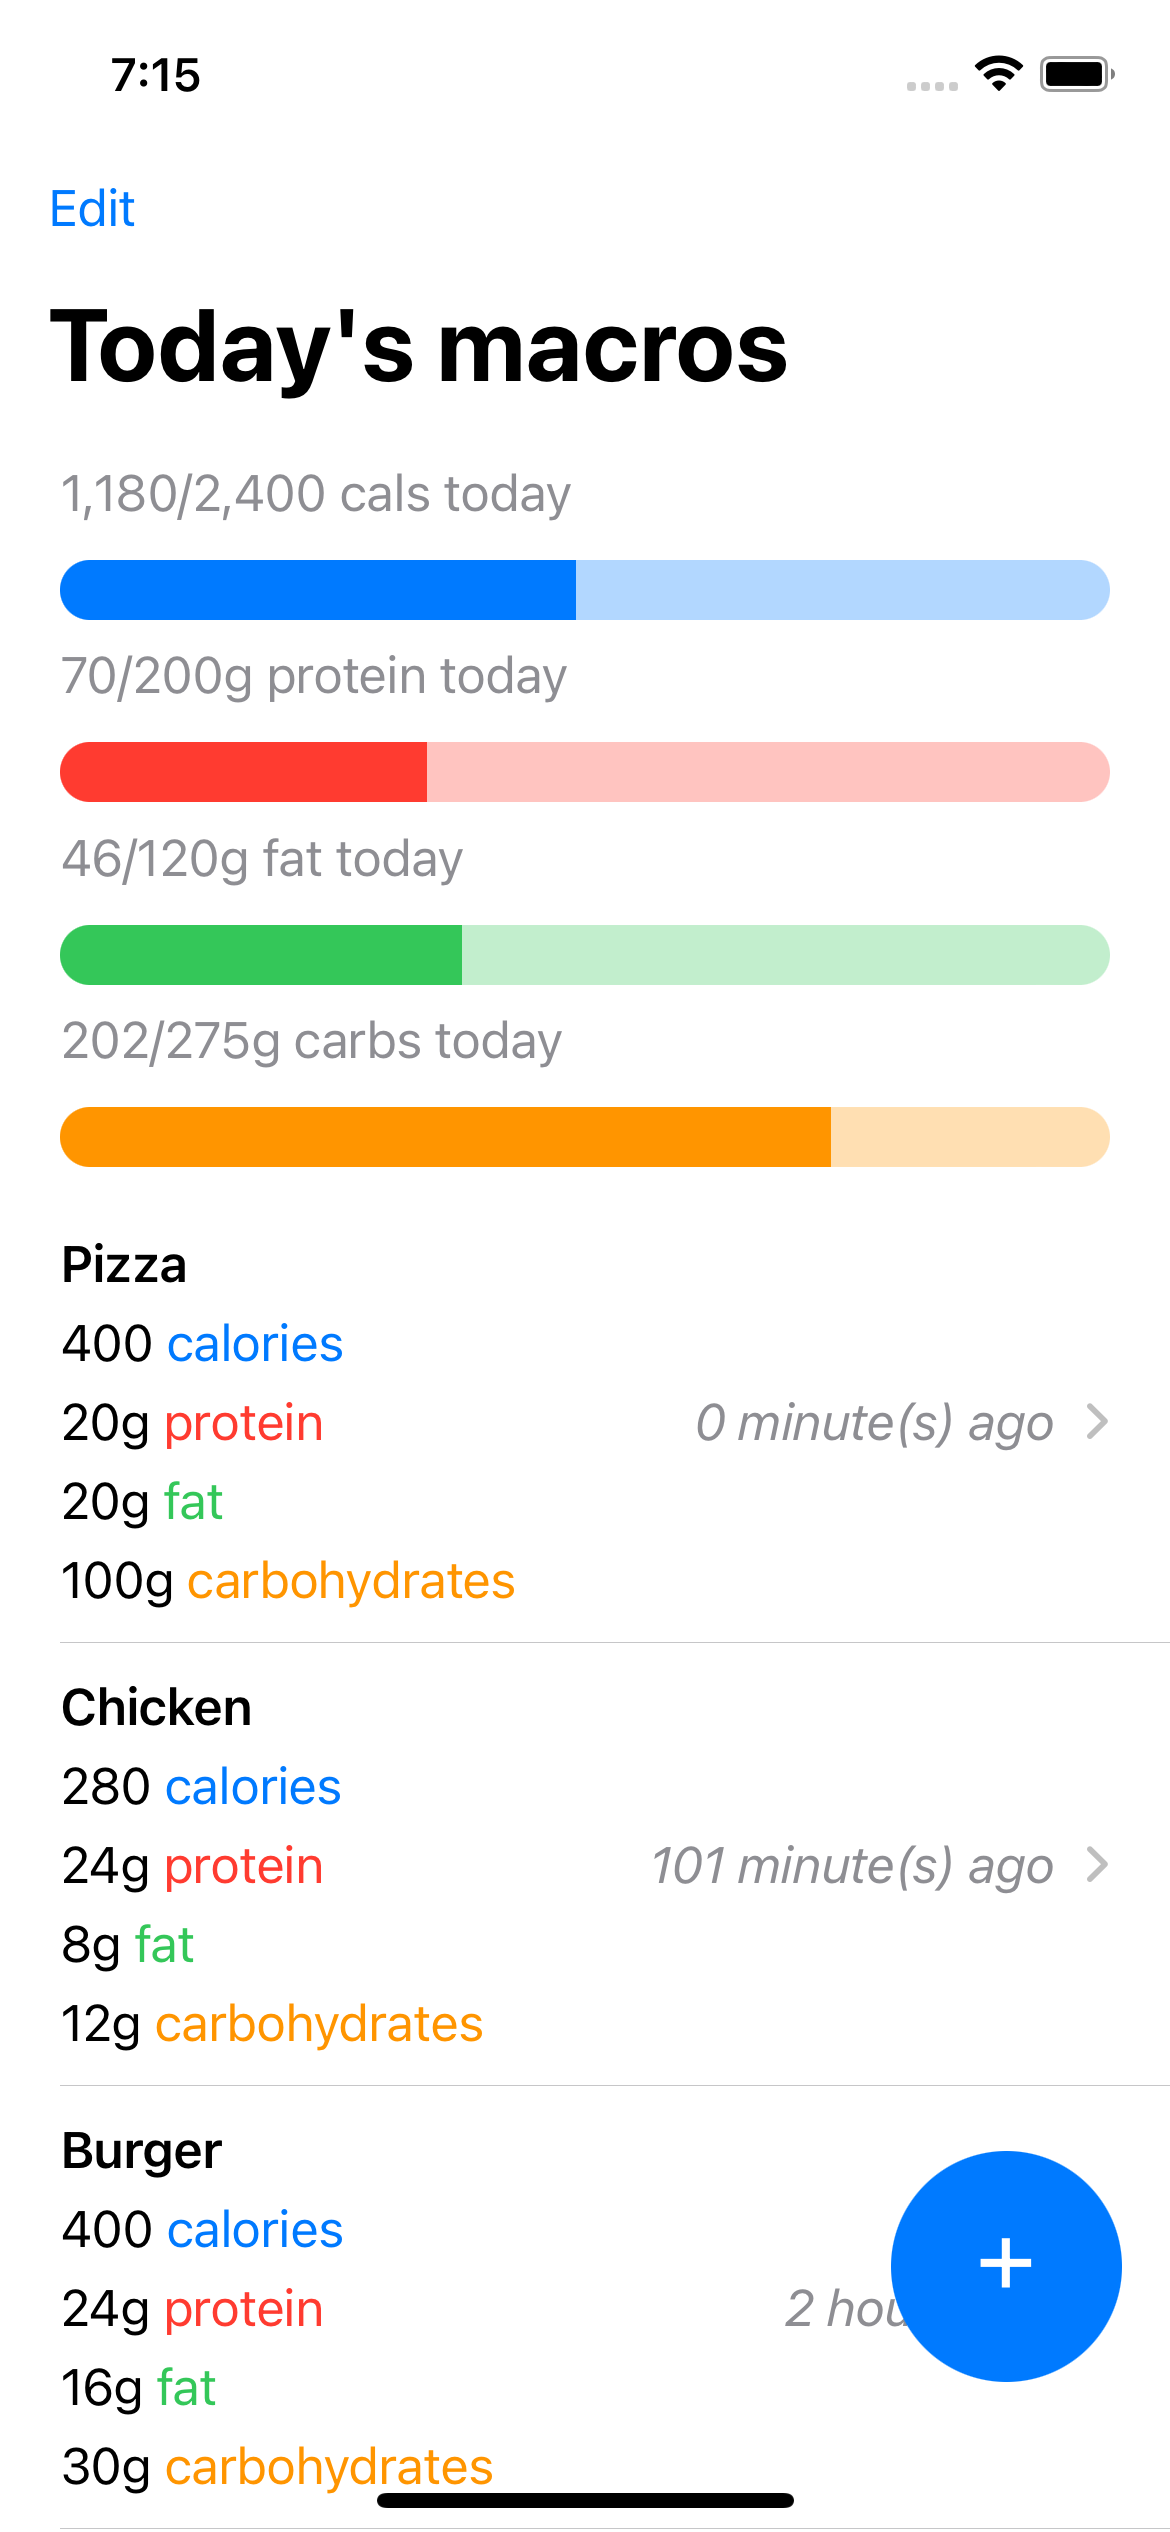 7:15
Edit
Today's macros
1,180/2,400 cals today
70/200g protein today
46/120g fat today
202/275g carbs today
Pizza
400 calories
20g protein
0 minute(s) ago
20g fat
100g carbohydrates
Chicken
280 calories
24g protein
101 minute(s) ago
8g fat
12g carbohydrates
Burger
400 calories
+
24g protein
2
16g fat
30g carbohydrates